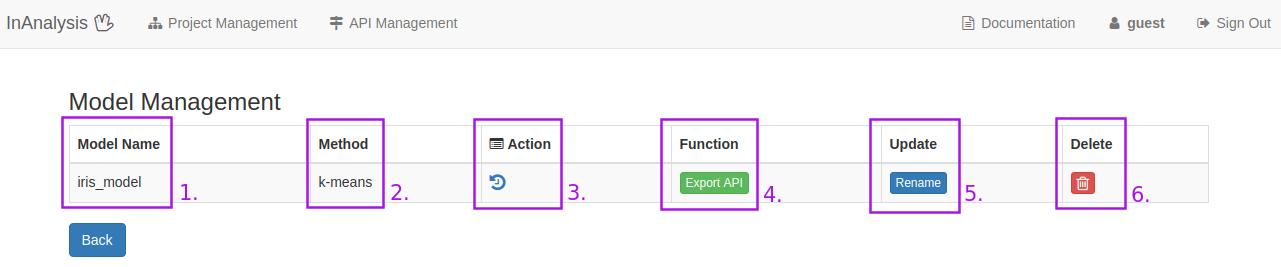 InAnalysis Project Management API Management Documentation guest Sign Out
Model Management
Model Name Method Action Function Update Delete
iris_model 1. k-means 2. 3. Export API 4. Rename 5. 6.
Back